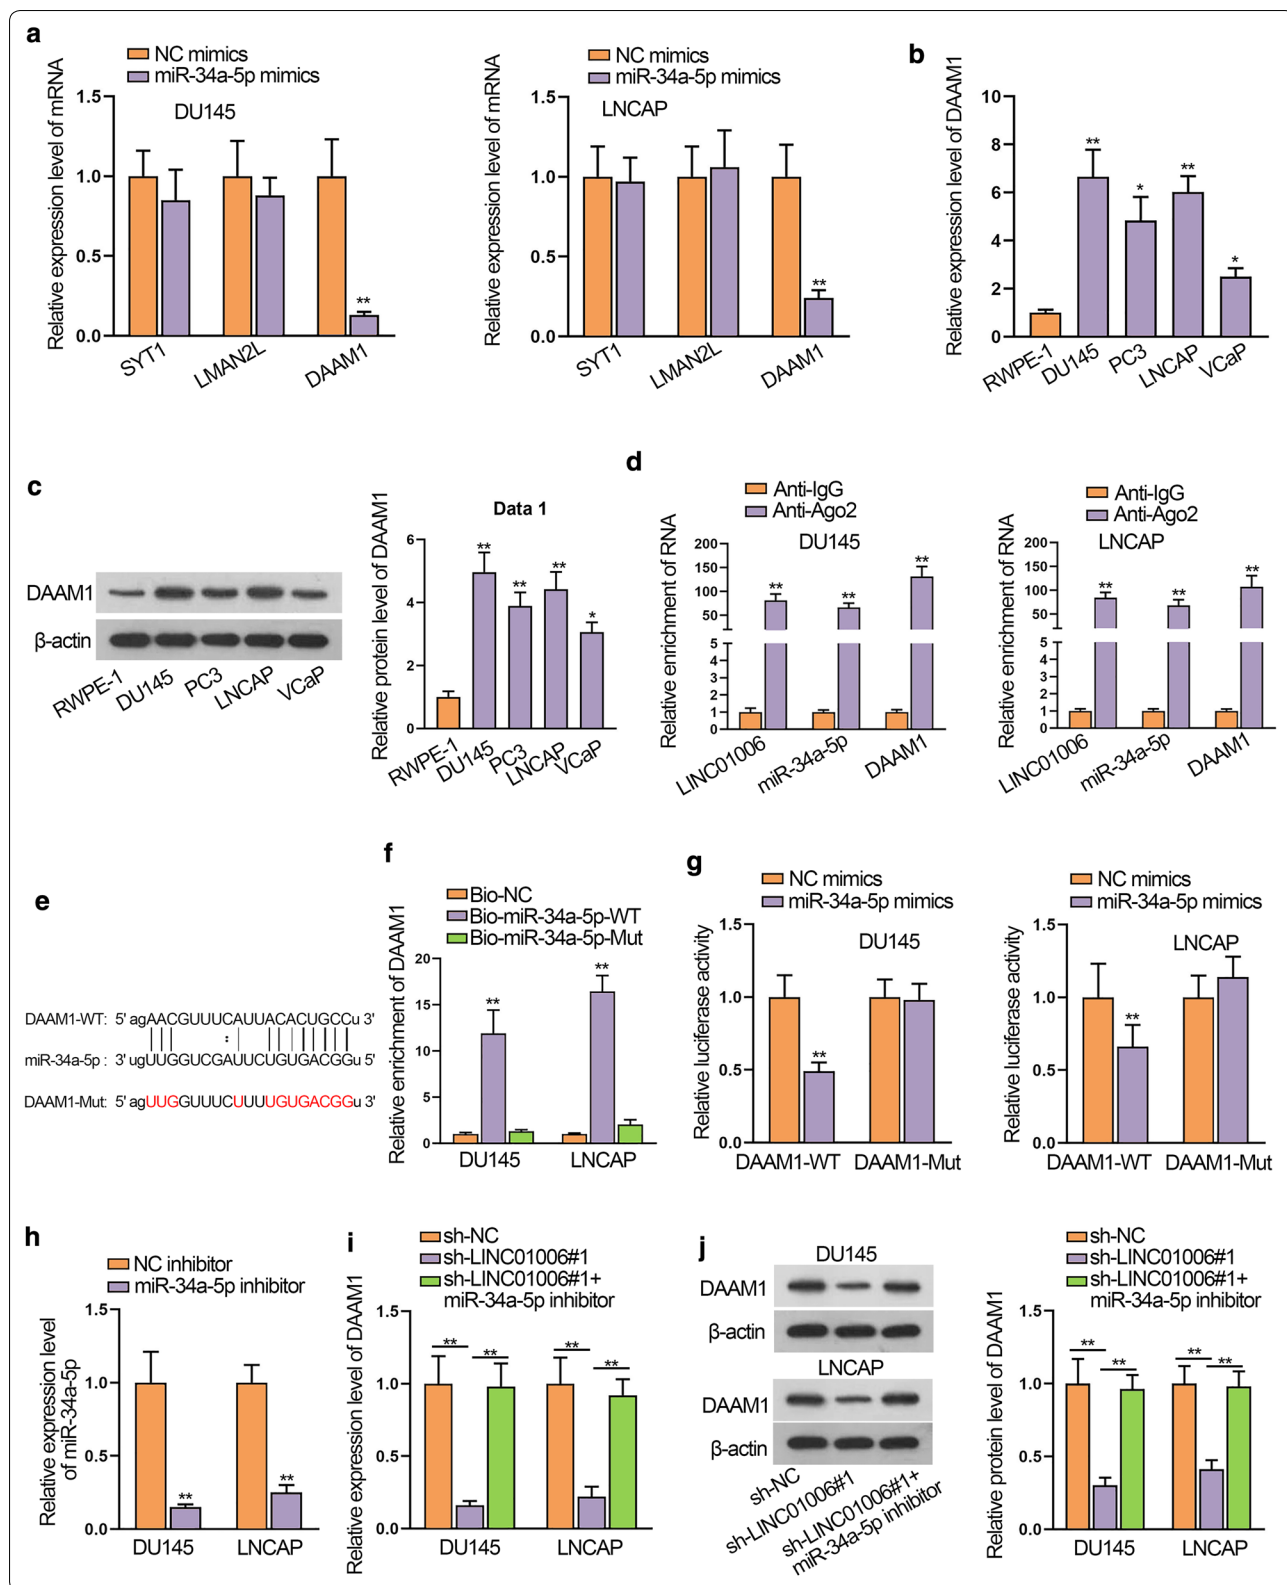 a
NC mimics
miR-34a-5p mimics
DU145
Relative expression level of mRNA
1.5
1.0
0.5
0.0
**
SYT1
LMAN2L
DAAM1
NC mimics
miR-34a-5p mimics
LNCAP
Relative expression level of mRNA
1.5
1.0
0.5
0.0
**
SYT1
LMAN2L
DAAM1
b
Relative expression level of DAAM1
10
8
6
4
2
0
**
*
**
*
RWPE-1
DU145
PC3
LNCAP
VCaP
c
DAAM1
β-actin
RWPE-1
DU145
PC3
LNCAP
VCaP
Data 1
Relative protein level of DAAM1
6
4
2
0
**
**
**
*
RWPE-1
DU145
PC3
LNCAP
VCaP
d
Anti-IgG
Anti-Ago2
DU145
Relative enrichment of RNA
200
150
100
50
5
4
3
2
1
0
**
**
**
LINC01006
miR-34a-5p
DAAM1
Anti-IgG
Anti-Ago2
LNCAP
Relative enrichment of RNA
200
150
100
50
5
4
3
2
1
0
**
**
**
LINC01006
miR-34a-5p
DAAM1
e
DAAM1-WT: 5' agAACGUUUCAUUACACUGCCu 3'
miR-34a-5p : 3' ugUUGGUCGAUUCUGUGACGGu 5'
DAAM1-Mut: 5' agUUGGUUUCUUUUGUGACGGu 3'
f
Bio-NC
Bio-miR-34a-5p-WT
Bio-miR-34a-5p-Mut
Relative enrichment of DAAM1
20
15
10
5
0
**
**
DU145
LNCAP
g
NC mimics
miR-34a-5p mimics
DU145
Relative luciferase activity
1.5
1.0
0.5
0.0
**
DAAM1-WT
DAAM1-Mut
NC mimics
miR-34a-5p mimics
LNCAP
Relative luciferase activity
1.5
1.0
0.5
0.0
**
DAAM1-WT
DAAM1-Mut
h
NC inhibitor
miR-34a-5p inhibitor
Relative expression level
of miR-34a-5p
1.5
1.0
0.5
0.0
**
**
DU145
LNCAP
i
sh-NC
sh-LINC01006#1
sh-LINC01006#1+
miR-34a-5p inhibitor
Relative expression level of DAAM1
1.5
1.0
0.5
0.0
**
**
**
**
DU145
LNCAP
j
DU145
DAAM1
β-actin
LNCAP
DAAM1
β-actin
sh-NC
sh-LINC01006#1
sh-LINC01006#1+
miR-34a-5p inhibitor
sh-NC
sh-LINC01006#1
sh-LINC01006#1+
miR-34a-5p inhibitor
Relative protein level of DAAM1
1.5
1.0
0.5
0.0
**
**
**
**
DU145
LNCAP